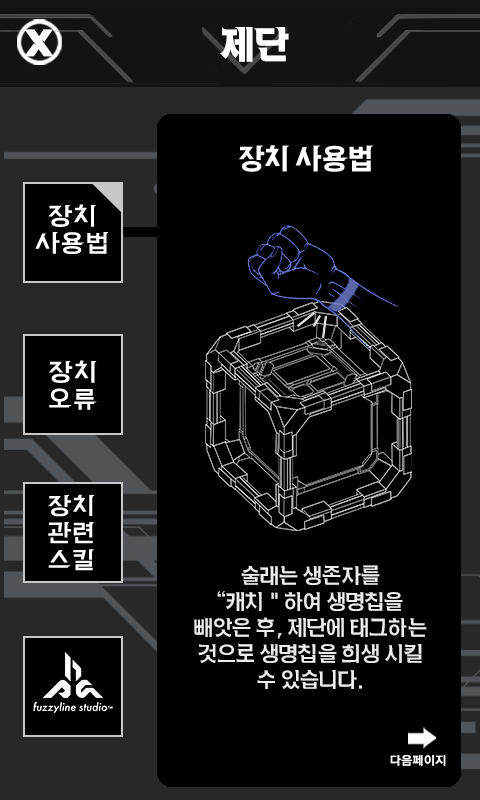 X
제단
장치 사용법
장치
사용법
장치
오류
장치
관련
스킬
fuzzyline studio™
술래는 생존자를
“캐치 " 하여 생명칩을
빼앗은 후, 제단에 태그하는
것으로 생명칩을 희생 시킬
수 있습니다.
다음페이지